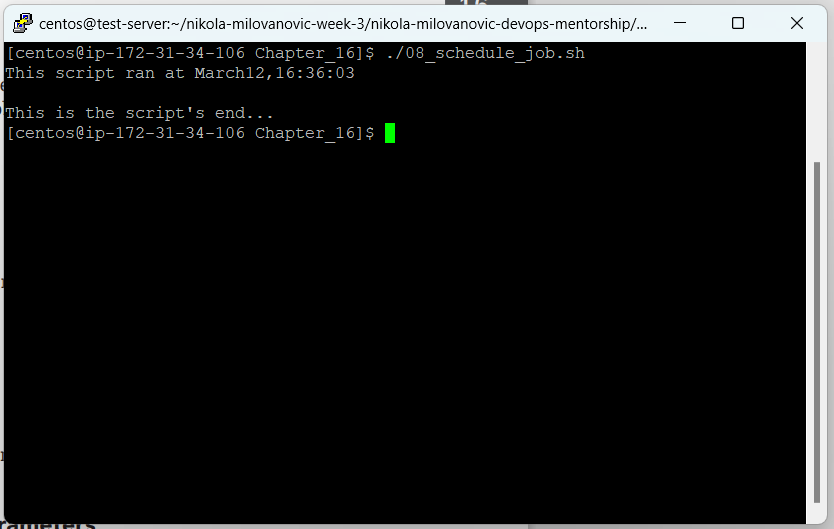 centos@test-server:~/nikola-milovanovic-week-3/nikola-milovanovic-devops-mentorship/...
[centos@ip-172-31-34-106 Chapter_16]$ ./08_schedule_job.sh
This script ran at March12,16:36:03
This is the script's end...
[centos@ip-172-31-34-106 Chapter_16]$